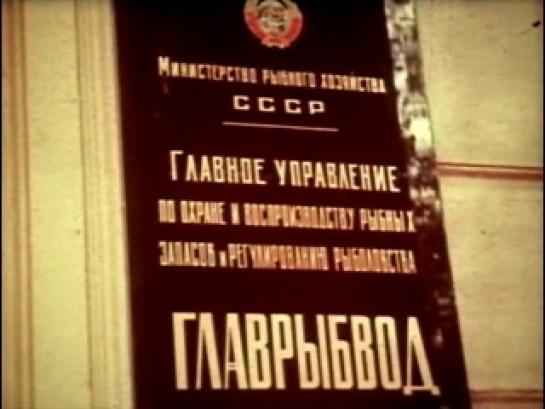 Министерство рыбного хозяйства
СССР
Главное управление
по охране и воспроизводству рыбных
запасов и регулированию рыболовства
ГЛАВРЫБВОД